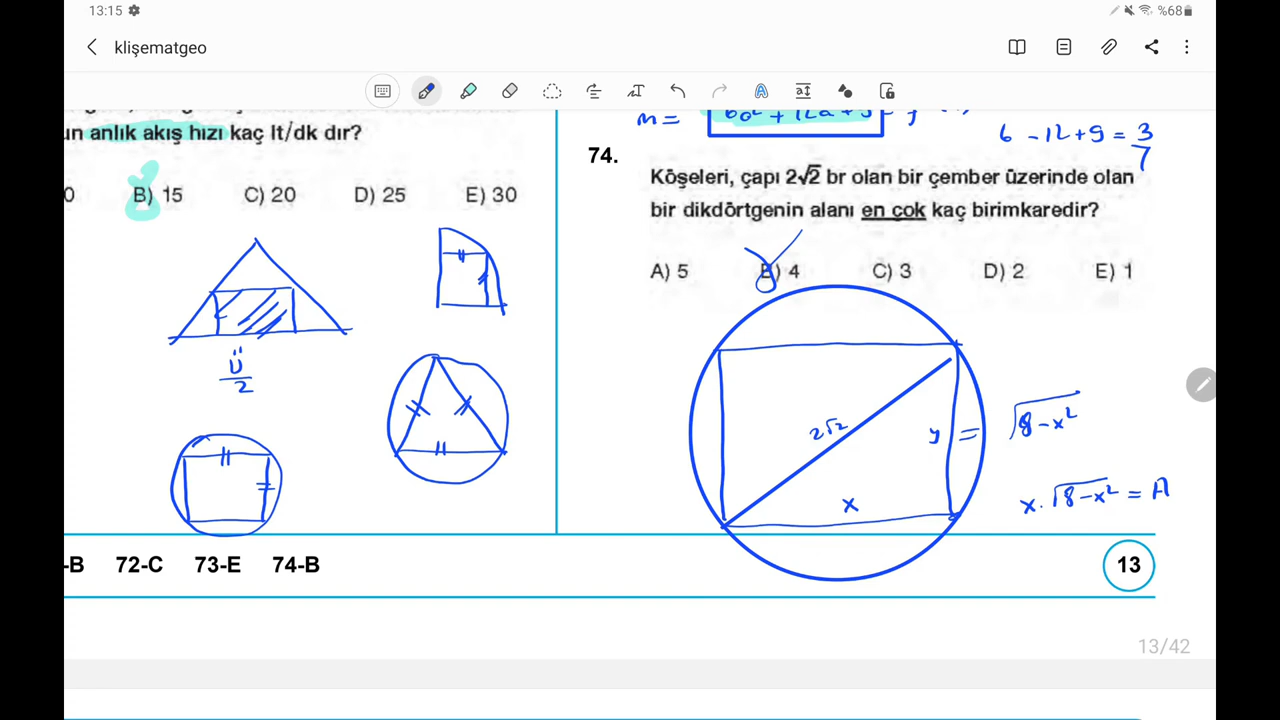 13:15
%68
klişematgeo
un anlık akış hızı kaç lt/dk dır?
0 B) 15 C) 20 D) 25 E) 30
Ü/2
m =
6 - 12 + 9 = 3
7
74.
Köşeleri, çapı 2√2 br olan bir çember üzerinde olan
bir dikdörtgenin alanı en çok kaç birimkaredir?
A) 5 B) 4 C) 3 D) 2 E) 1
2√2
y = √8-x²
x
x.√8-x² = A
-B 72-C 73-E 74-B
13
13/42